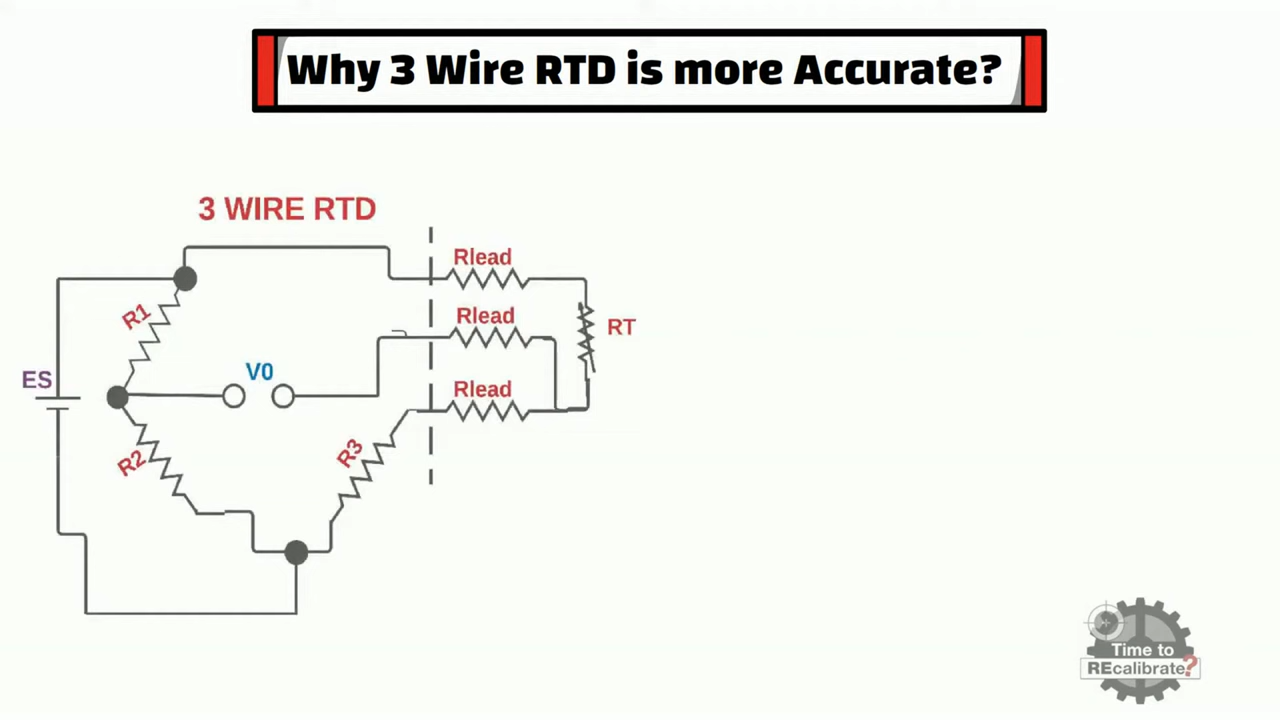 Why 3 Wire RTD is more Accurate?
3 WIRE RTD
Rlead
R1
Rlead
RT
V0
ES
Rlead
R2
R3
Time to
REcalibrate?